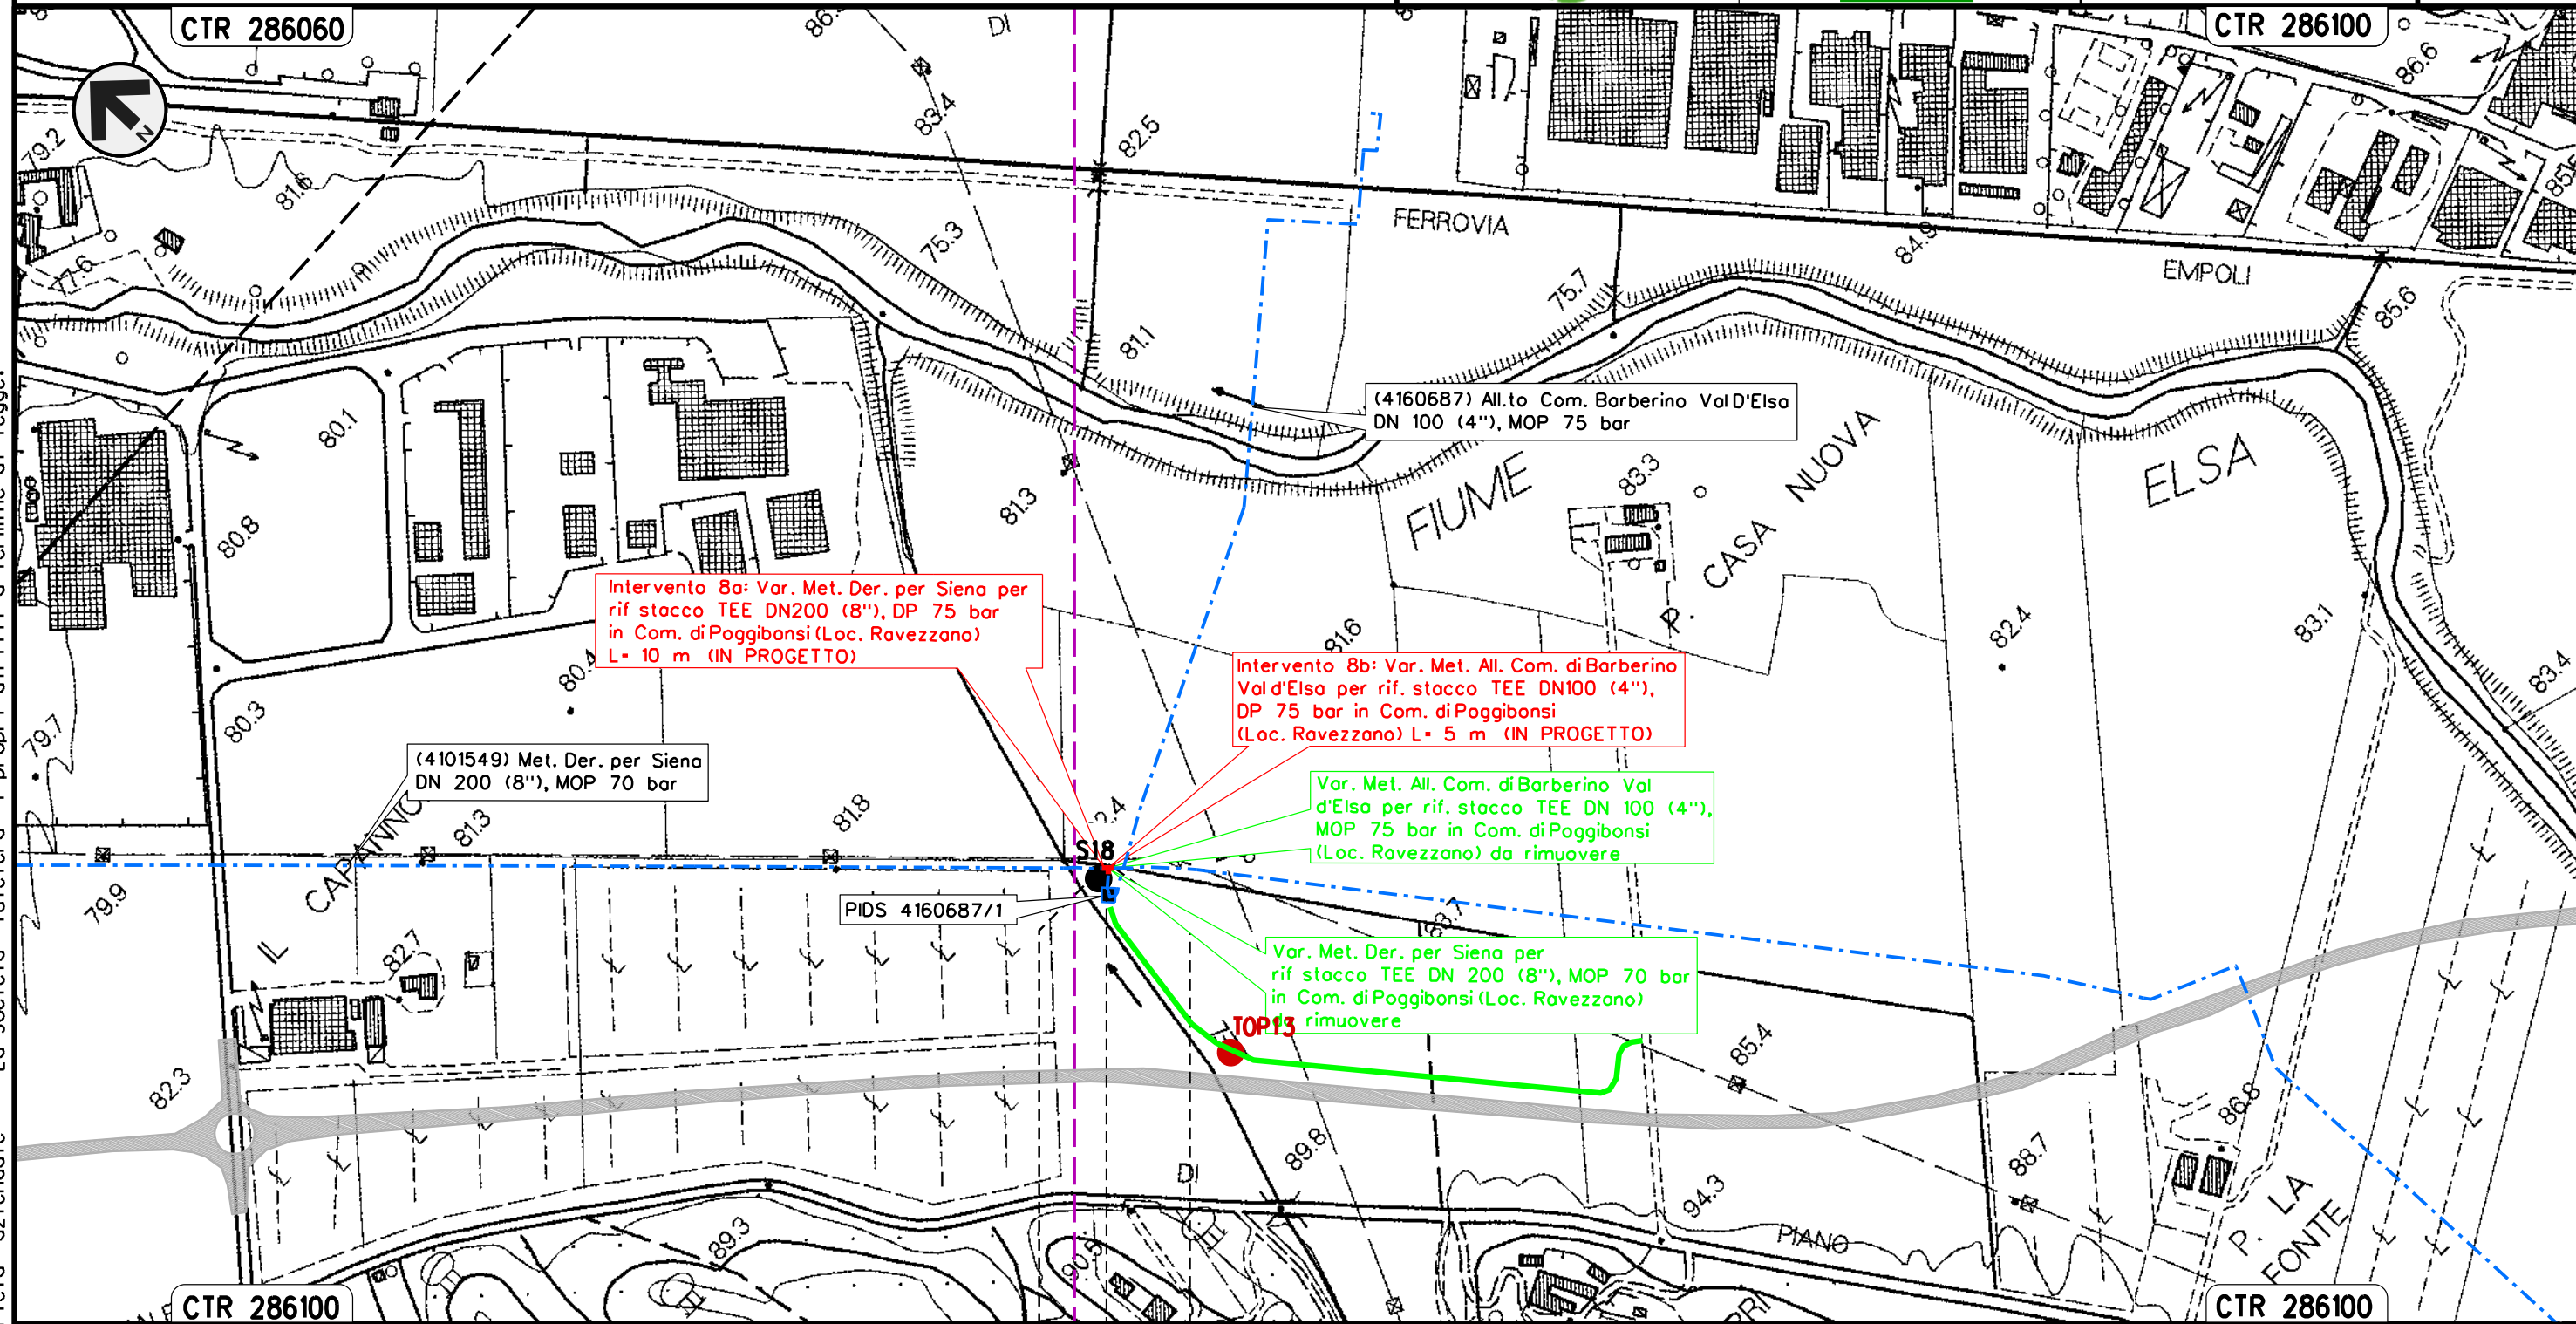 CTR 286060
CTR 286100
DI
86.6
83.4
82.5
79.2
N
81.6
FERROVIA
84.9
EMPOLI
75.3
75.7
77.6
85.6
81.1
80.1
(4160687) All.to Com. Barberino Val D'Elsa
DN 100 (4''), MOP 75 bar
FIUME
ELSA
83.3
P. CASA NUOVA
81.3
80.8
Intervento 8a: Var. Met. Der. per Siena per
rif stacco TEE DN200 (8''), DP 75 bar
in Com. di Poggibonsi (Loc. Ravezzano)
L= 10 m (IN PROGETTO)
81.6
82.4
83.1
80.4
Intervento 8b: Var. Met. All. Com. di Barberino
Val d'Elsa per rif. stacco TEE DN100 (4''),
DP 75 bar in Com. di Poggibonsi
(Loc. Ravezzano) L= 5 m (IN PROGETTO)
83.4
80.3
79.7
(4101549) Met. Der. per Siena
DN 200 (8''), MOP 70 bar
Var. Met. All. Com. di Barberino Val
d'Elsa per rif. stacco TEE DN 100 (4''),
MOP 75 bar in Com. di Poggibonsi
(Loc. Ravezzano) da rimuovere
81.3
81.8
S18
79.9
IL
PIDS 4160687/1
83.7
82.7
Var. Met. Der. per Siena per
rif stacco TEE DN 200 (8''), MOP 70 bar
in Com. di Poggibonsi (Loc. Ravezzano)
rimuovere
TOP13
85.4
82.3
86.8
89.8
DI
88.7
94.3
89.3
90.5
PIANO
P. LA
FONTE
CTR 286100
CTR 286100